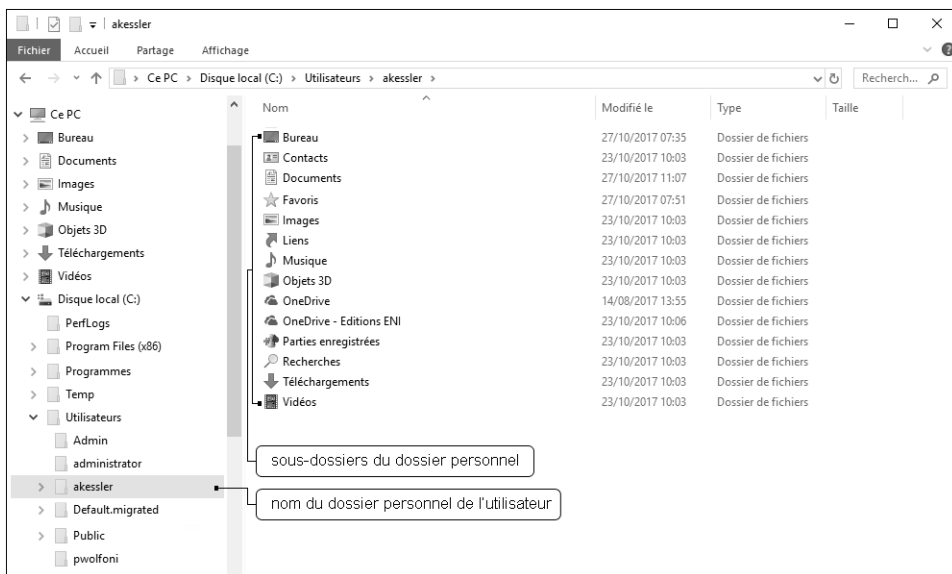 akessler
Fichier Accueil Partage Affichage
Ce PC > Disque local (C:) > Utilisateurs > akessler > Recherch...
Nom Modifié le Type Taille
Ce PC
Bureau
Documents
Images
Musique
Objets 3D
Téléchargements
Vidéos
Disque local (C:)
PerfLogs
Program Files (x86)
Programmes
Temp
Utilisateurs
Admin
administrator
akessler
Default.migrated
Public
pwolfoni
Bureau 27/10/2017 07:35 Dossier de fichiers
Contacts 23/10/2017 10:03 Dossier de fichiers
Documents 27/10/2017 11:07 Dossier de fichiers
Favoris 27/10/2017 07:51 Dossier de fichiers
Images 23/10/2017 10:03 Dossier de fichiers
Liens 23/10/2017 10:03 Dossier de fichiers
Musique 23/10/2017 10:03 Dossier de fichiers
Objets 3D 23/10/2017 10:03 Dossier de fichiers
OneDrive 14/08/2017 13:55 Dossier de fichiers
OneDrive - Editions ENI 23/10/2017 10:06 Dossier de fichiers
Parties enregistrées 23/10/2017 10:03 Dossier de fichiers
Recherches 23/10/2017 10:03 Dossier de fichiers
Téléchargements 23/10/2017 10:03 Dossier de fichiers
Vidéos 23/10/2017 10:03 Dossier de fichiers
sous-dossiers du dossier personnel
nom du dossier personnel de l'utilisateur